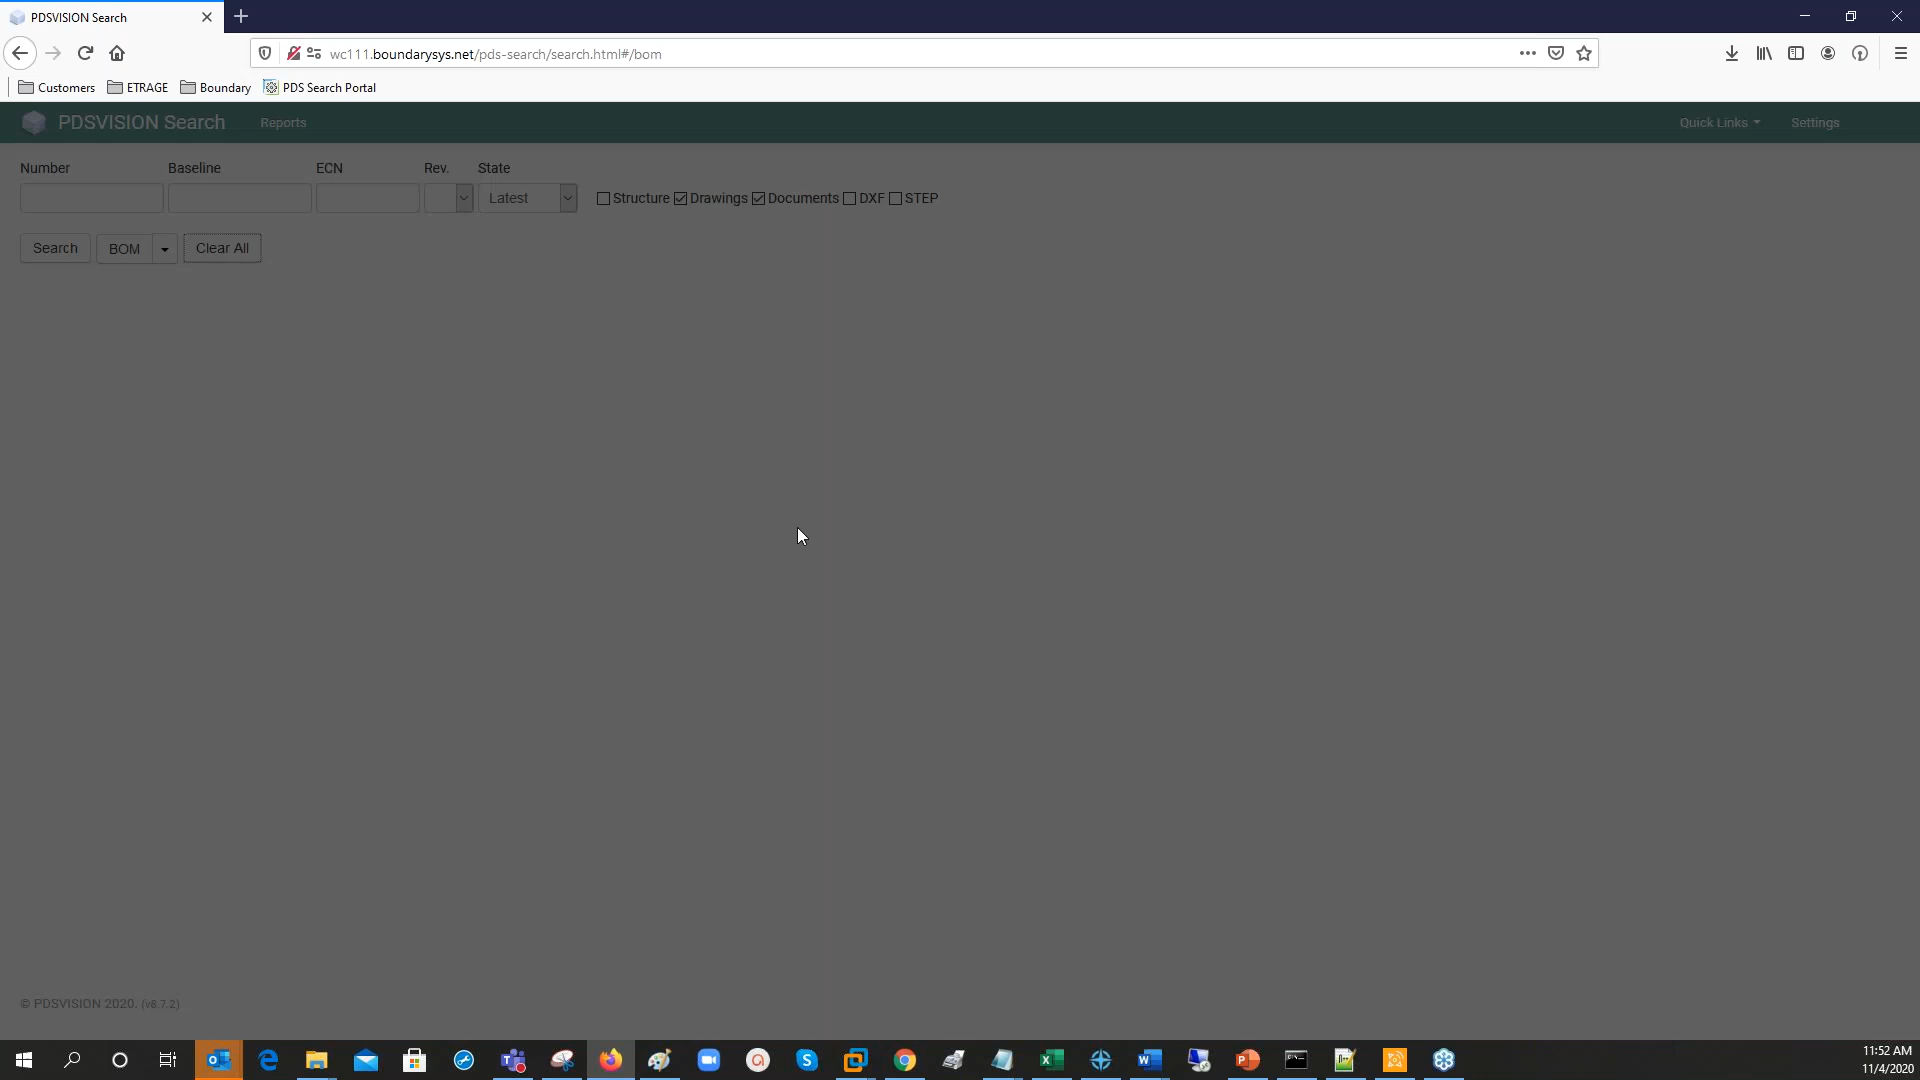 PDSVISION Search
wc111.boundarysys.net/pds-search/search.html#/bom
Customers ETRAGE Boundary PDS Search Portal
PDSVISION Search Reports Quick Links Settings
Number Baseline ECN Rev. State
Latest Structure Drawings Documents DXF STEP
Search BOM Clear All
© PDSVISION 2020. (v8.7.2)
11:52 AM
11/4/2020